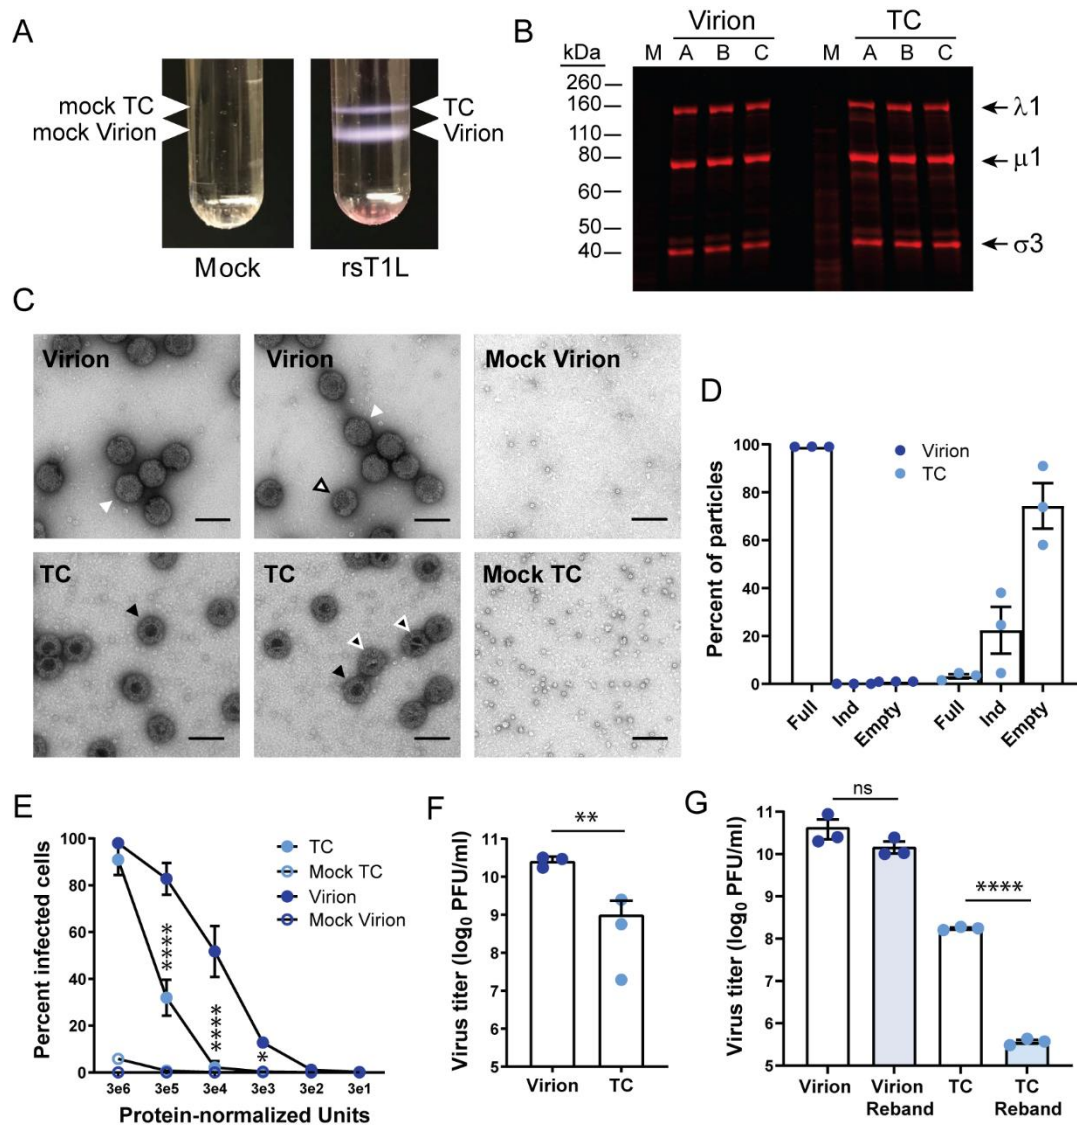 A
mock TC
mock Virion
TC
Virion
Mock
rsT1L
B
Virion
TC
kDa
M A B C M A B C
260
160
110
80
60
50
40
λ1
μ1
σ3
C
Virion
Virion
Mock Virion
TC
TC
Mock TC
D
Percent of particles
100
80
60
40
20
0
Virion
TC
Full Ind Empty Full Ind Empty
E
Percent infected cells
100
80
60
40
20
0
TC
Mock TC
Virion
Mock Virion
****
****
*
3e6 3e5 3e4 3e3 3e2 3e1
Protein-normalized Units
F
Virus titer (log₀ PFU/ml)
11
10
9
8
7
6
5
**
Virion TC
G
Virus titer (log₀ PFU/ml)
11
10
9
8
7
6
5
ns
****
Virion Virion Reband TC TC Reband